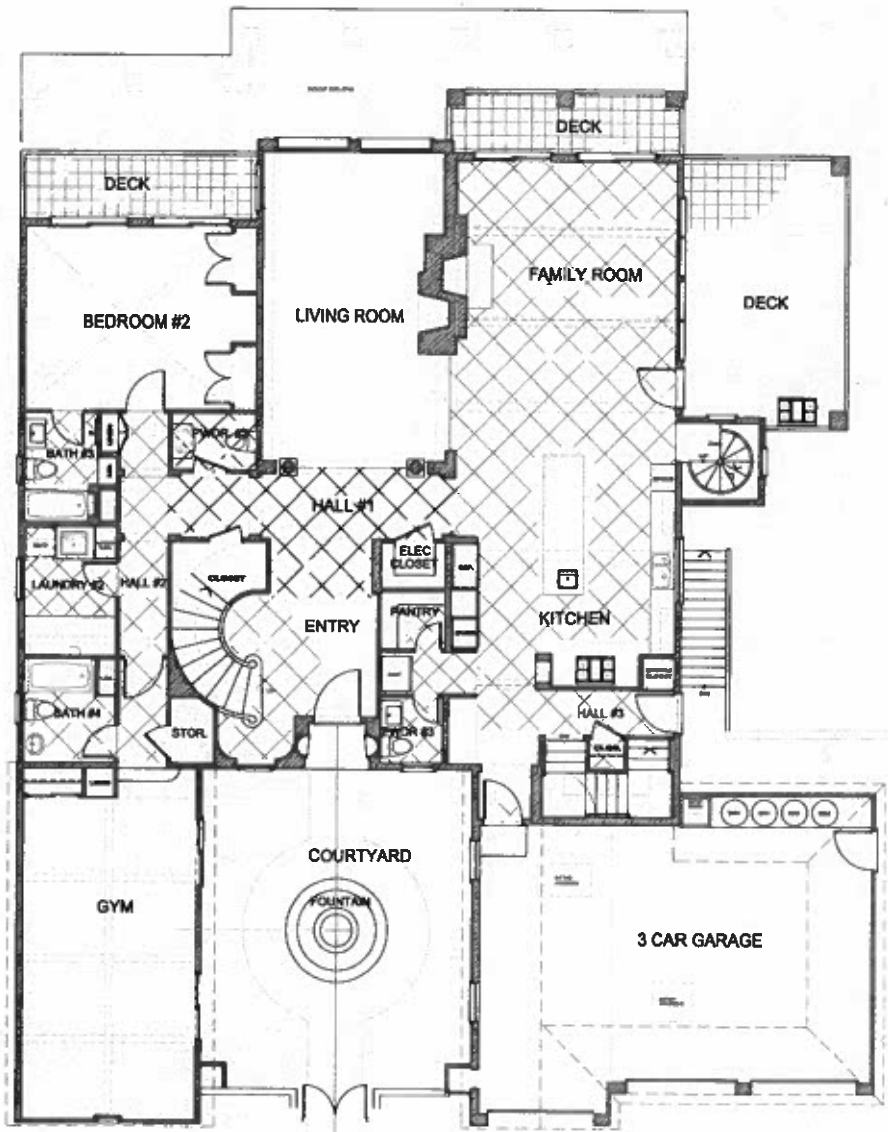 DECK
DECK
FAMILY ROOM
LIVING ROOM
BEDROOM #2
DECK
BATH #3
HALL #1
ELEC
CLOSET
CLOSET
LAUNDRY #2
HALL #2
PANTRY
ENTRY
KITCHEN
BATH #4
STOR.
PWDR #3
HALL #3
COURTYARD
FOUNTAIN
GYM
3 CAR GARAGE